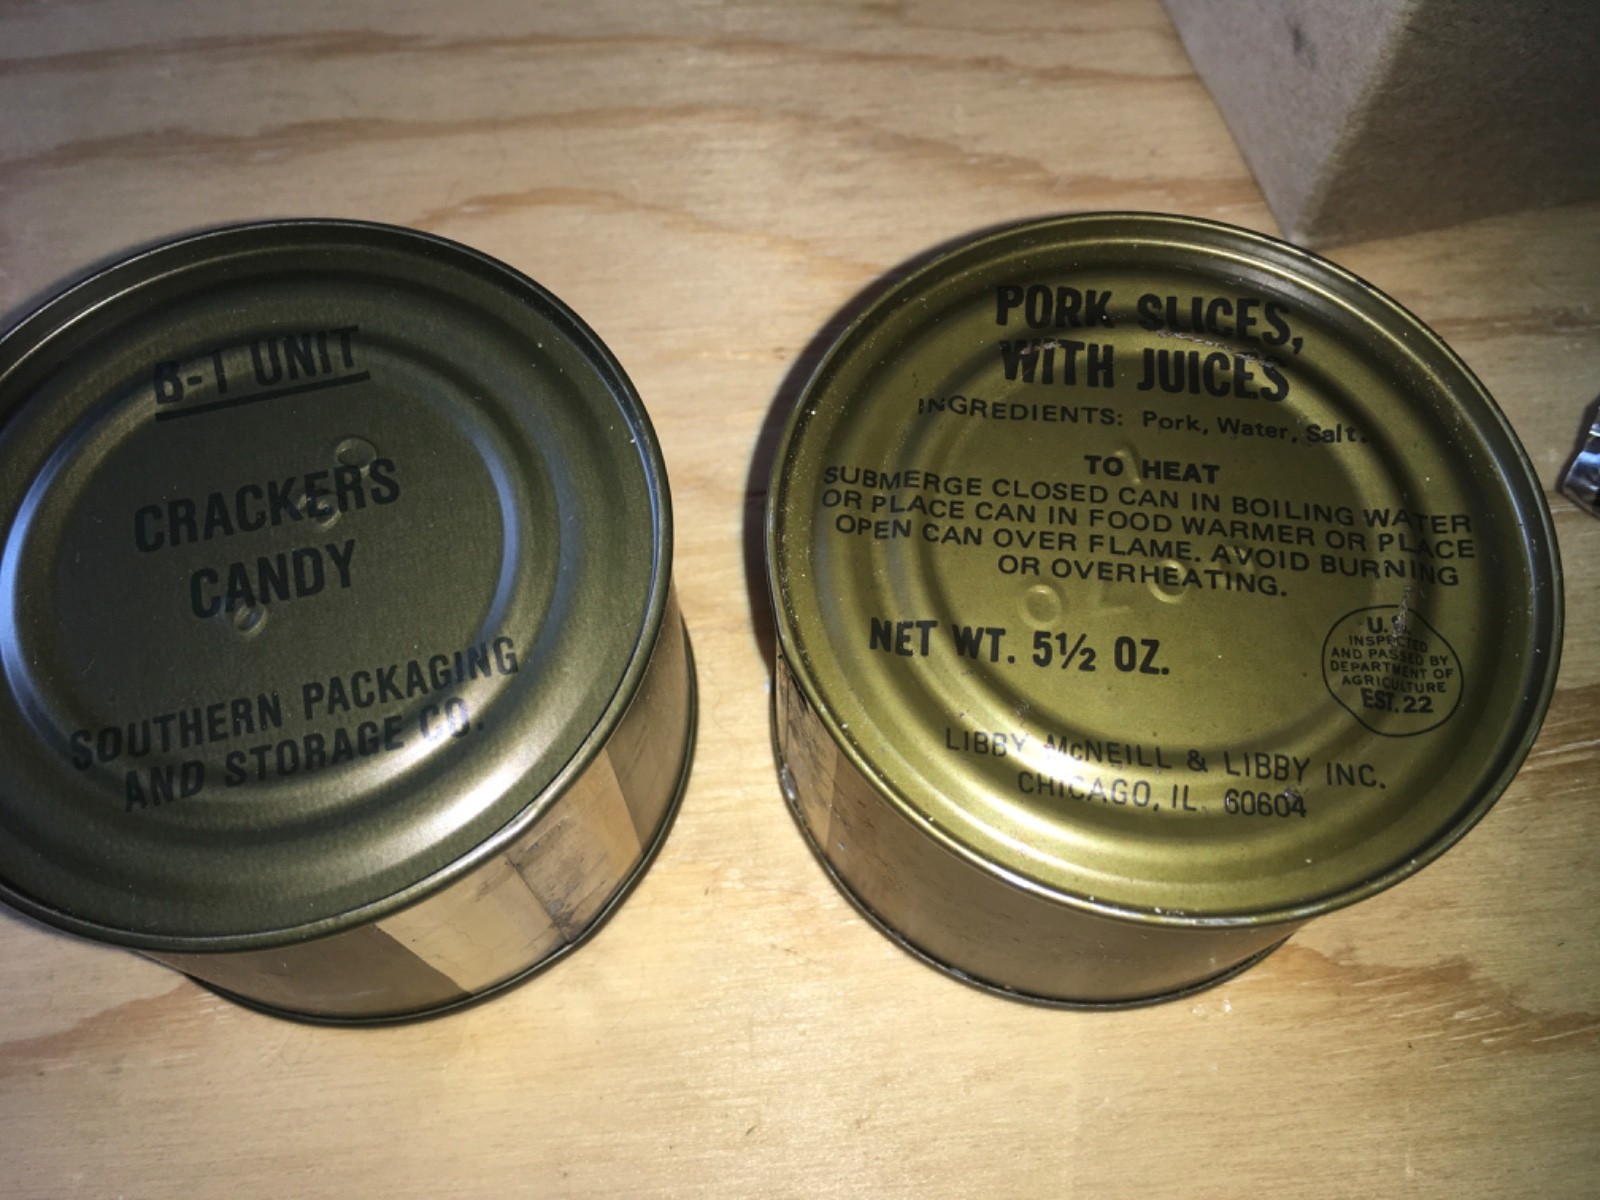 B-1 UNIT
CRACKERS
CANDY
SOUTHERN PACKAGING
AND STORAGE CO.
PORK SLICES,
WITH JUICES
INGREDIENTS: Pork, Water, Salt.
TO HEAT
SUBMERGE CLOSED CAN IN BOILING WATER
OR PLACE CAN IN FOOD WARMER OR PLACE
OPEN CAN OVER FLAME. AVOID BURNING
OR OVERHEATING.
NET WT. 5½ OZ.
U.S.
INSPECTED
AND PASSED BY
DEPARTMENT OF
AGRICULTURE
EST. 22
LIBBY McNEILL & LIBBY INC.
CHICAGO, IL. 60604